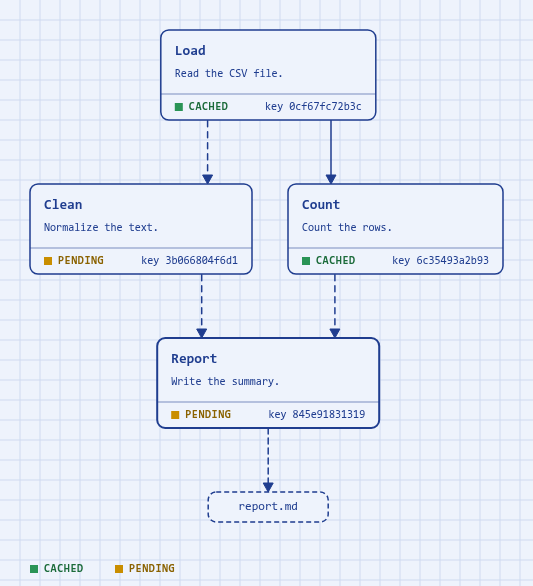 Load
Read the CSV file.
CACHED key 0cf67fc72b3c
Clean
Normalize the text.
PENDING key 3b066804f6d1
Count
Count the rows.
CACHED key 6c35493a2b93
Report
Write the summary.
PENDING key 845e91831319
report.md
CACHED PENDING